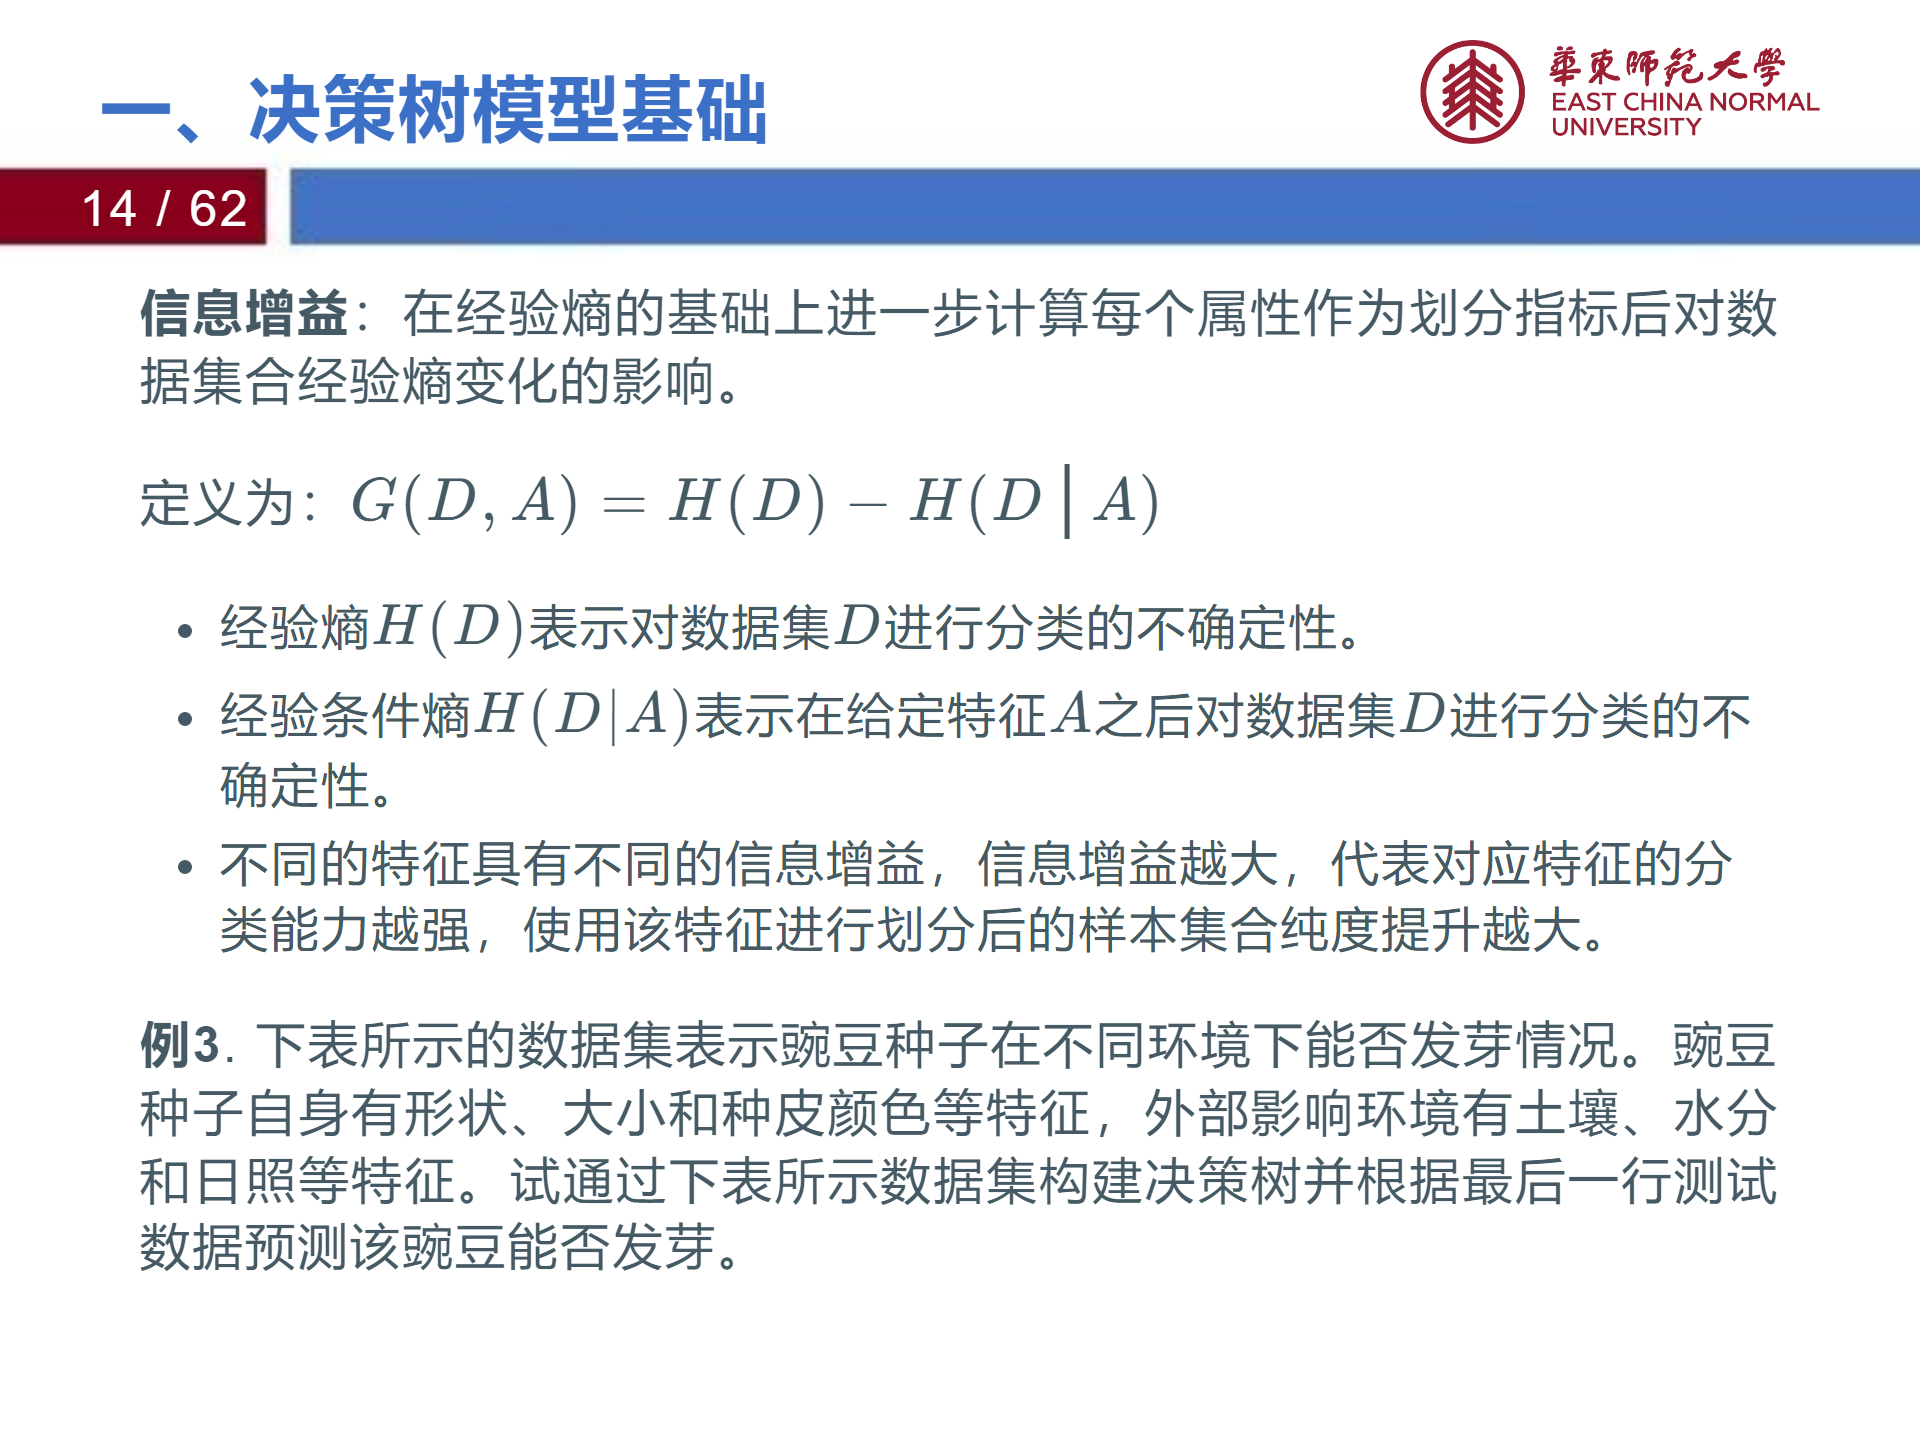 一、决策树模型基础
華東師範大學
EAST CHINA NORMAL
UNIVERSITY
14 / 62
信息增益：在经验熵的基础上进一步计算每个属性作为划分指标后对数
据集合经验熵变化的影响。
定义为：G(D, A) = H(D) − H(D | A)
• 经验熵H(D)表示对数据集D进行分类的不确定性。
• 经验条件熵H(D|A)表示在给定特征A之后对数据集D进行分类的不
确定性。
• 不同的特征具有不同的信息增益，信息增益越大，代表对应特征的分
类能力越强，使用该特征进行划分后的样本集合纯度提升越大。
例3. 下表所示的数据集表示豌豆种子在不同环境下能否发芽情况。豌豆
种子自身有形状、大小和种皮颜色等特征，外部影响环境有土壤、水分
和日照等特征。试通过下表所示数据集构建决策树并根据最后一行测试
数据预测该豌豆能否发芽。